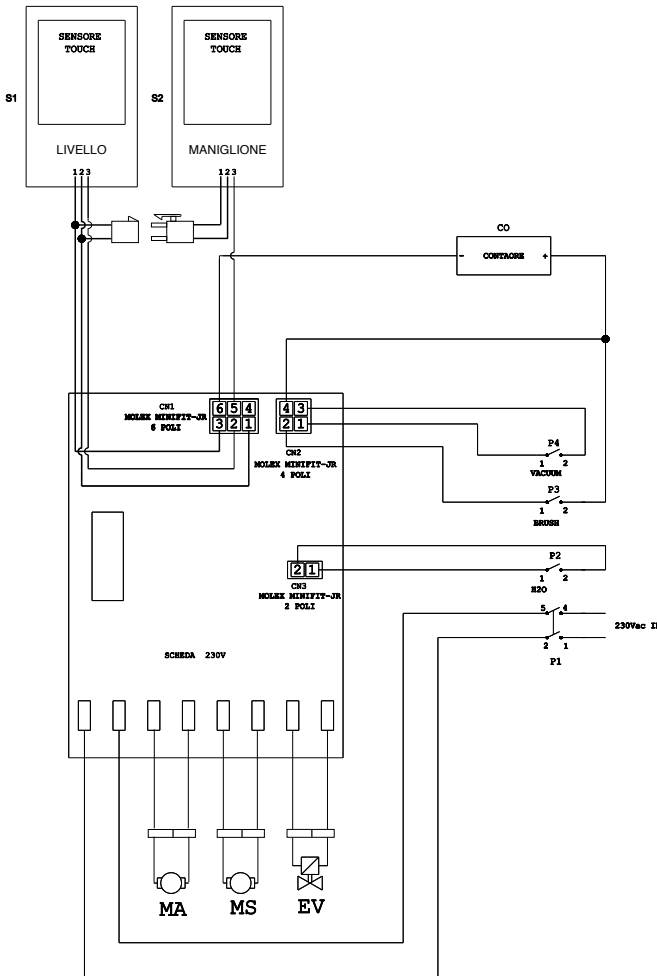 SENSORE
TOUCH
SENSORE
TOUCH
S1
S2
LIVELLO
MANIGLIONE
1 2 3
1 2 3
CO
- CONTAORE +
CN1
MOLEX MINIFIT-JR
6 POLI
6 5 4
3 2 1
4 3
2 1
CN2
MOLEX MINIFIT-JR
4 POLI
P4
1 2
VACUUM
P3
1 2
BRUSH
P2
1 2
H2O
2 1
CN3
MOLEX MINIFIT-JR
2 POLI
5 4
230Vac
2 1
P1
SCHEDA 230V
MA
MS
EV